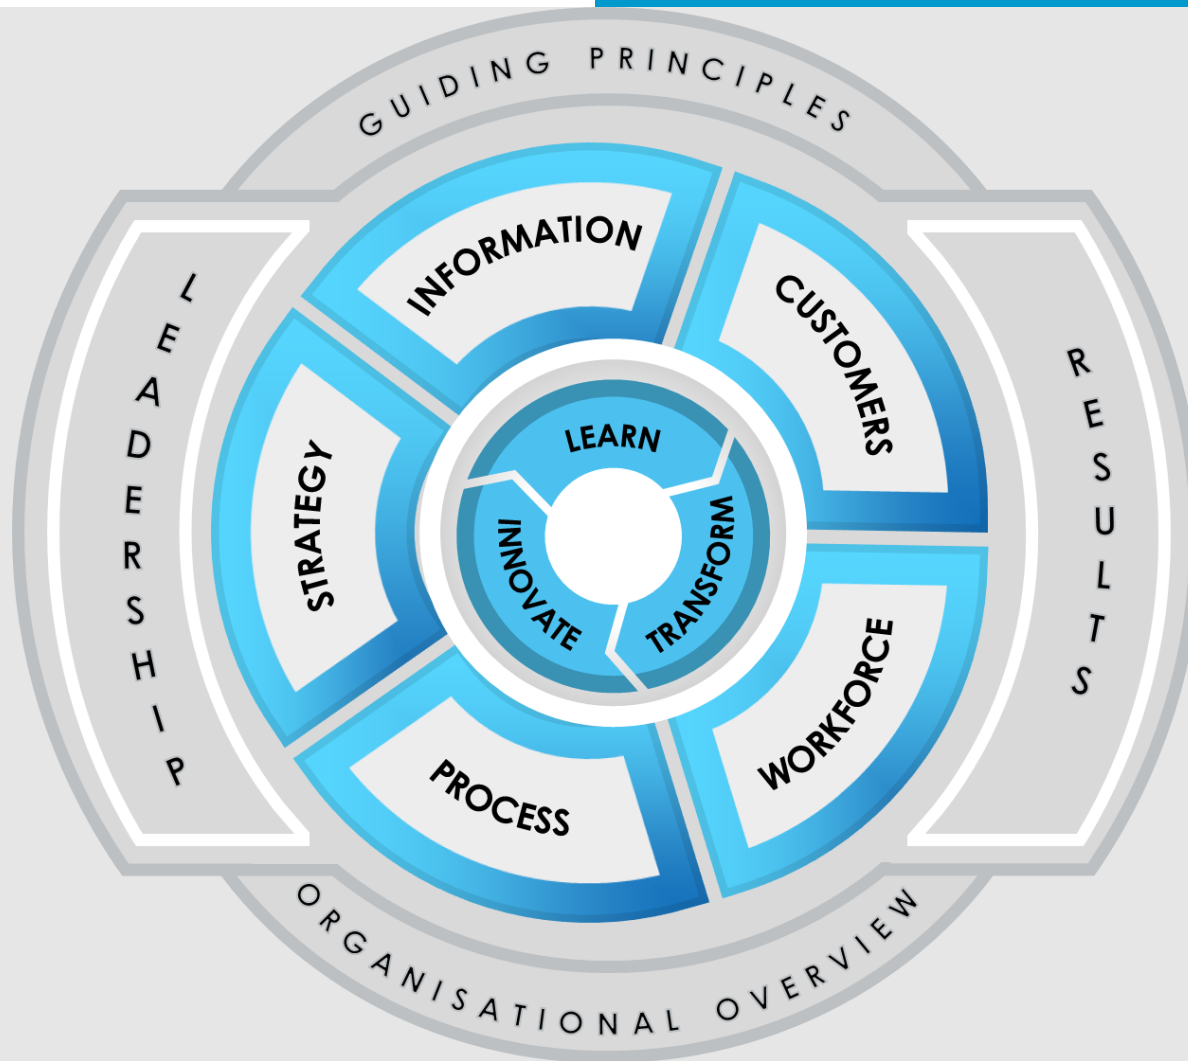 GUIDING PRINCIPLES
LEADERSHIP
INFORMATION
CUSTOMERS
STRATEGY
LEARN
INNOVATE
TRANSFORM
WORKFORCE
PROCESS
RESULTS
ORGANISATIONAL OVERVIEW